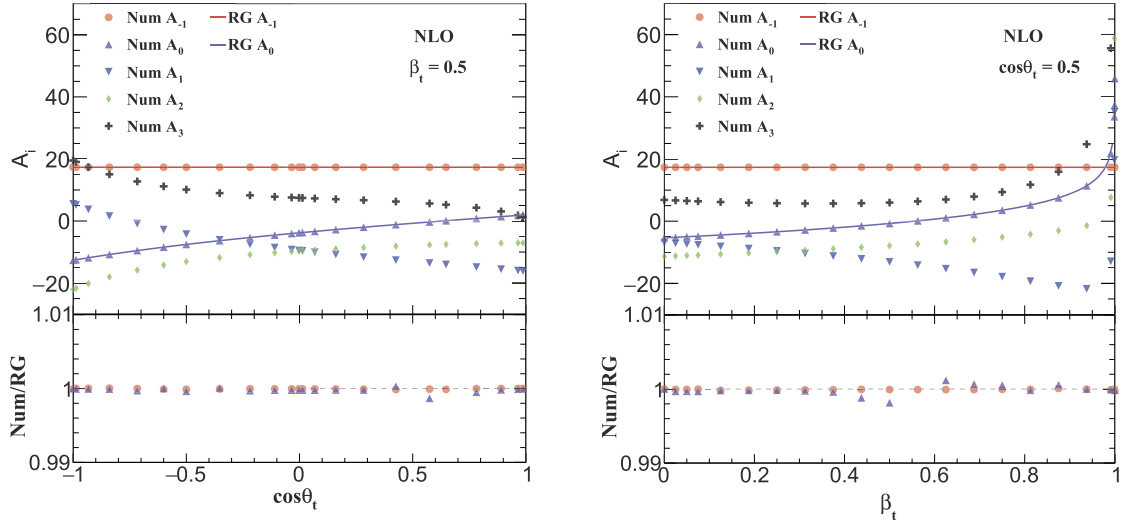 60
40
20
0
−20
A_i
Num A_-1
RG A_-1
Num A_0
RG A_0
Num A_1
Num A_2
Num A_3
NLO
β_t = 0.5
1.01
1
0.99
Num/RG
−1
−0.5
0
0.5
1
cosθ_t
60
40
20
0
−20
A_i
Num A_-1
RG A_-1
Num A_0
RG A_0
Num A_1
Num A_2
Num A_3
NLO
cosθ_t = 0.5
1.01
1
0.99
Num/RG
0
0.2
0.4
0.6
0.8
1
β_t